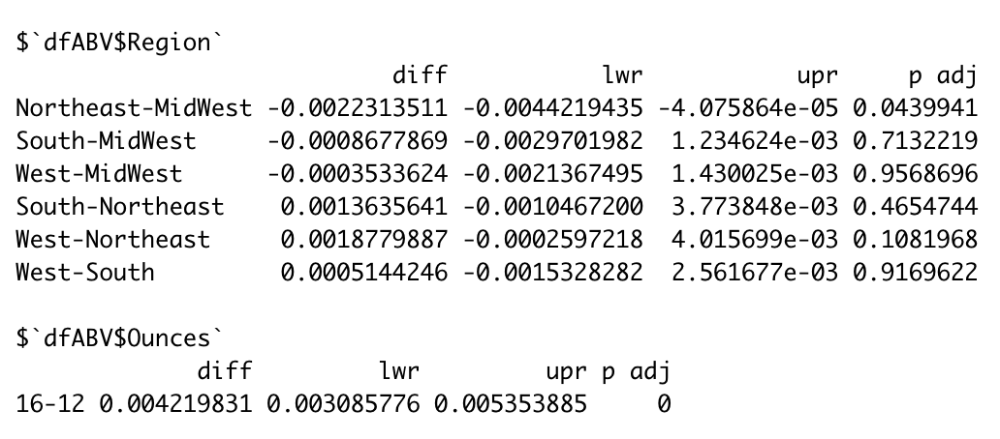 $`dfABV$Region`
diff lwr upr p adj
Northeast-MidWest -0.0022313511 -0.0044219435 -4.075864e-05 0.0439941
South-MidWest -0.0008677869 -0.0029701982 1.234624e-03 0.7132219
West-MidWest -0.0003533624 -0.0021367495 1.430025e-03 0.9568696
South-Northeast 0.0013635641 -0.0010467200 3.773848e-03 0.4654744
West-Northeast 0.0018779887 -0.0002597218 4.015699e-03 0.1081968
West-South 0.0005144246 -0.0015328282 2.561677e-03 0.9169622
$`dfABV$Ounces`
diff lwr upr p adj
16-12 0.004219831 0.003085776 0.005353885 0